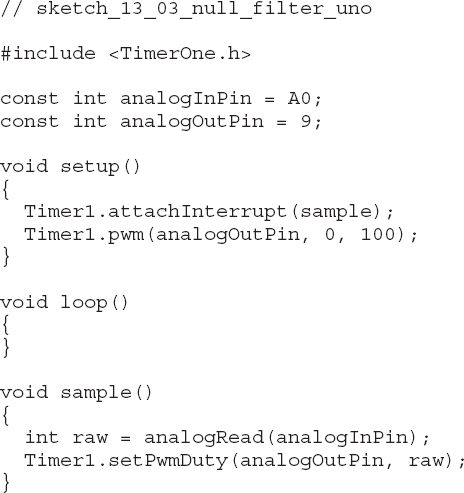 // sketch_13_03_null_filter_uno

#include <TimerOne.h>

const int analogInPin = A0;
const int analogOutPin = 9;

void setup()
{
  Timer1.attachInterrupt(sample);
  Timer1.pwm(analogOutPin, 0, 100);
}

void loop()
{
}

void sample()
{
  int raw = analogRead(analogInPin);
  Timer1.setPwmDuty(analogOutPin, raw);
}